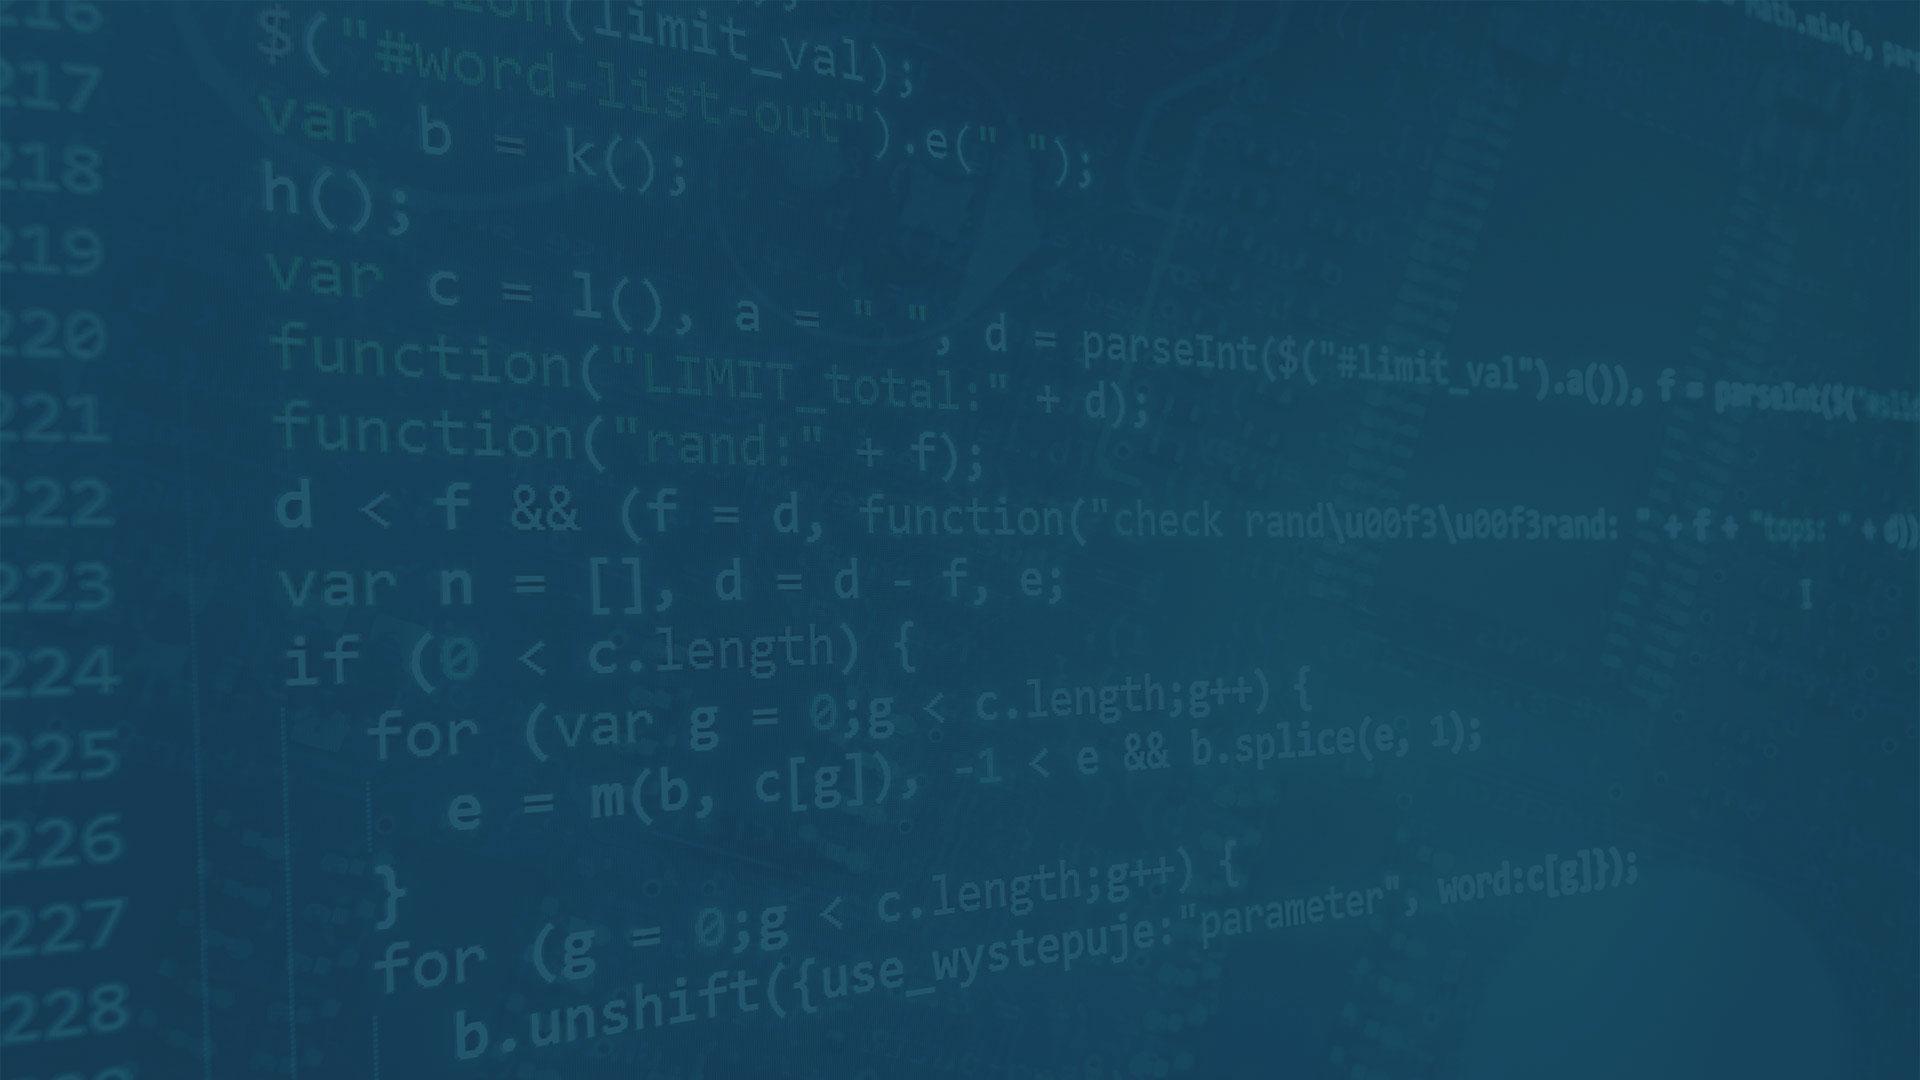 216
217
218
219
220
221
222
223
224
225
226
227
228
Math.min(a,
(limit_val);
$("#word-list-out").e(" ");
var b = k();
h();
var c = l(), a = " ", d = parseInt($("#limit_val").a()), f = parseInt($("
function("LIMIT_total:" + d);
function("rand:" + f);
d < f && (f = d, function("check rand\u00f3\u00f3rand: " + f + "tops: " + d))
var n = [], d = d - f, e;
if (0 < c.length) {
for (var g = 0;g < c.length;g++) {
e = m(b, c[g]), -1 < e && b.splice(e, 1);
}
for (g = 0;g < c.length;g++) {
b.unshift({use_wystepuje:"parameter", word:c[g]});